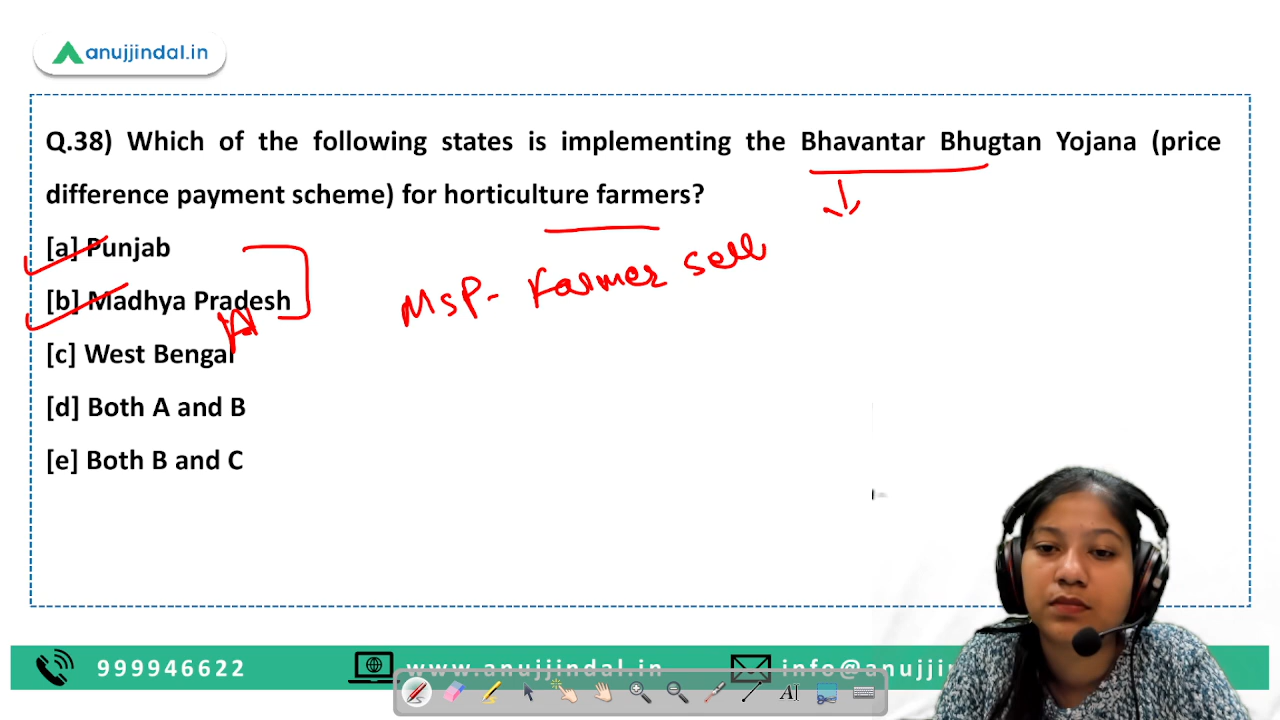 anujjindal.in
Q.38) Which of the following states is implementing the Bhavantar Bhugtan Yojana (price
difference payment scheme) for horticulture farmers?
[a] Punjab
[b] Madhya Pradesh
MSP - Farmer sell
[c] West Bengal
[d] Both A and B
[e] Both B and C
999946622
www.anujjindal.in
info@anujji